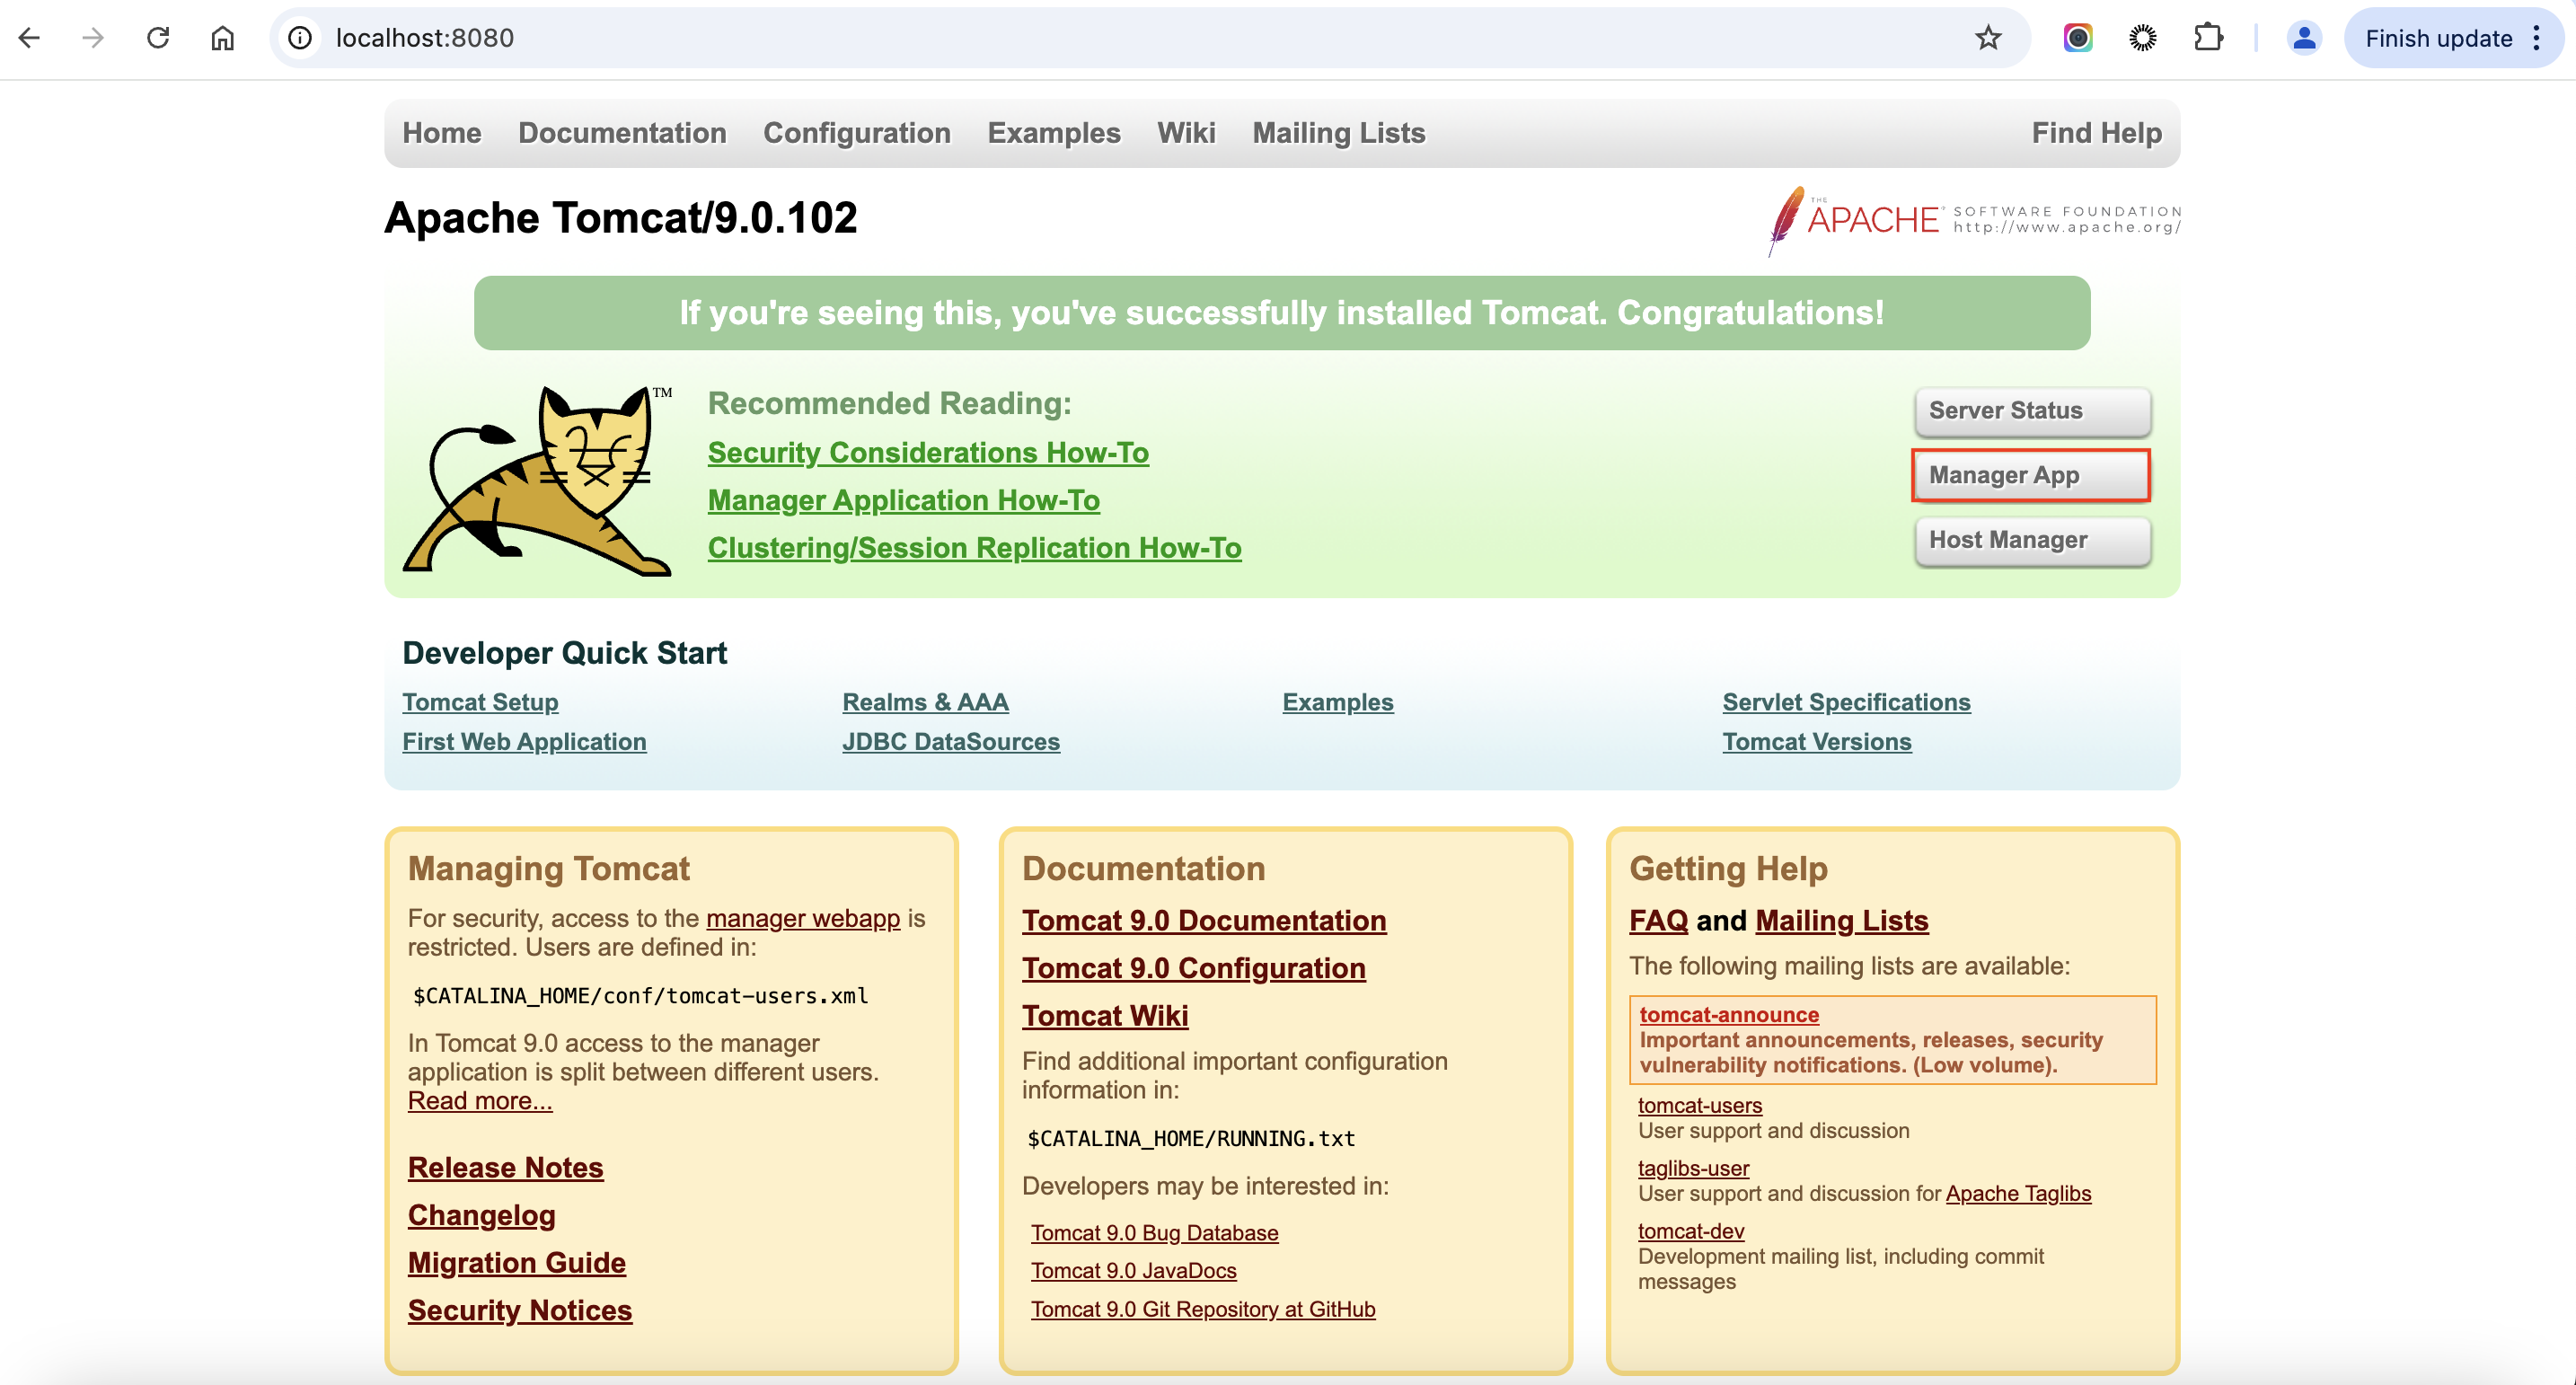 localhost:8080
Finish update
Home Documentation Configuration Examples Wiki Mailing Lists Find Help
Apache Tomcat/9.0.102
THE APACHE® SOFTWARE FOUNDATION
http://www.apache.org/
If you're seeing this, you've successfully installed Tomcat. Congratulations!
TM
Recommended Reading:
Security Considerations How-To
Manager Application How-To
Clustering/Session Replication How-To
Server Status
Manager App
Host Manager
Developer Quick Start
Tomcat Setup
First Web Application
Realms & AAA
JDBC DataSources
Examples
Servlet Specifications
Tomcat Versions
Managing Tomcat
For security, access to the manager webapp is
restricted. Users are defined in:
$CATALINA_HOME/conf/tomcat-users.xml
In Tomcat 9.0 access to the manager
application is split between different users.
Read more...
Release Notes
Changelog
Migration Guide
Security Notices
Documentation
Tomcat 9.0 Documentation
Tomcat 9.0 Configuration
Tomcat Wiki
Find additional important configuration
information in:
$CATALINA_HOME/RUNNING.txt
Developers may be interested in:
Tomcat 9.0 Bug Database
Tomcat 9.0 JavaDocs
Tomcat 9.0 Git Repository at GitHub
Getting Help
FAQ and Mailing Lists
The following mailing lists are available:
tomcat-announce
Important announcements, releases, security
vulnerability notifications. (Low volume).
tomcat-users
User support and discussion
taglibs-user
User support and discussion for Apache Taglibs
tomcat-dev
Development mailing list, including commit
messages